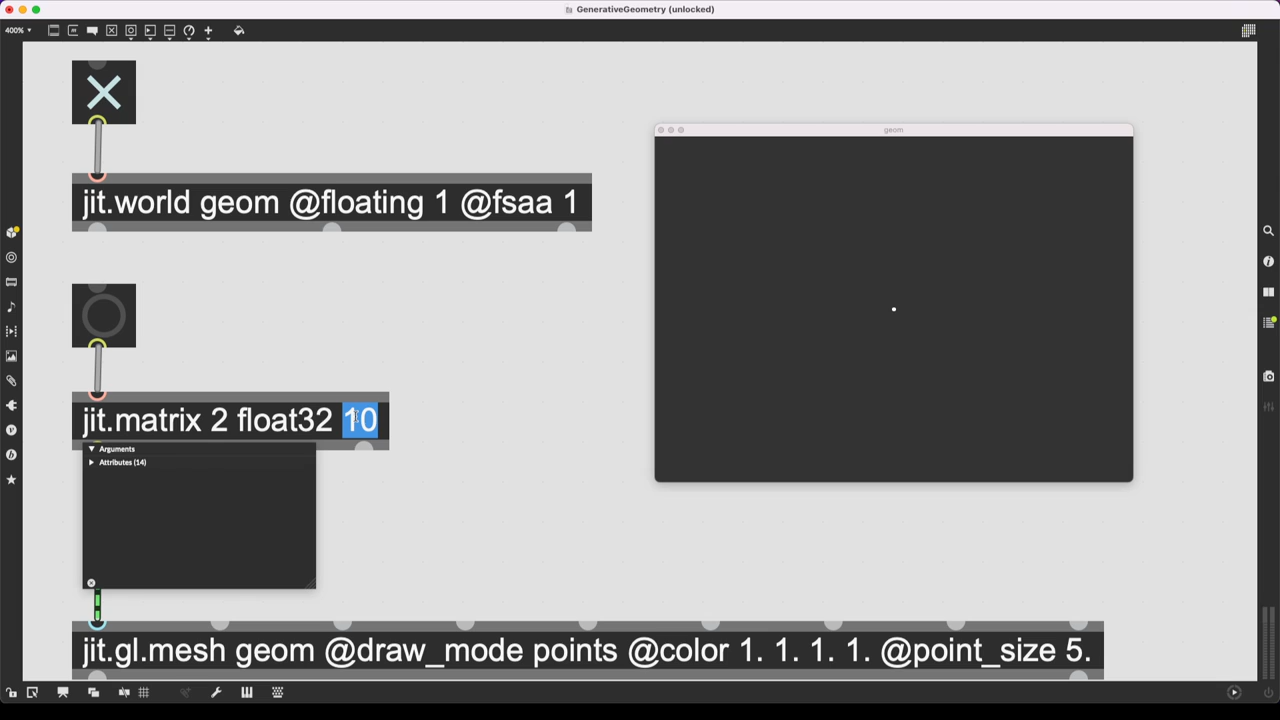 GenerativeGeometry (unlocked)
400%
jit.world geom @floating 1 @fsaa 1
geom
jit.matrix 2 float32 10
Arguments
Attributes (14)
jit.gl.mesh geom @draw_mode points @color 1. 1. 1. 1. @point_size 5.